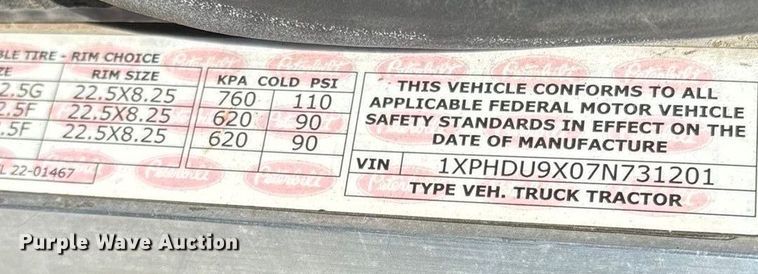 BLE TIRE - RIM CHOICE
ZE RIM SIZE KPA COLD PSI
2.5G 22.5X8.25 760 110
2.5F 22.5X8.25 620 90
.5F 22.5X8.25 620 90
L 22-01467
THIS VEHICLE CONFORMS TO ALL
APPLICABLE FEDERAL MOTOR VEHICLE
SAFETY STANDARDS IN EFFECT ON THE
DATE OF MANUFACTURE
VIN 1XPHDU9X07N731201
TYPE VEH. TRUCK TRACTOR
Peterbilt
Purple Wave Auction